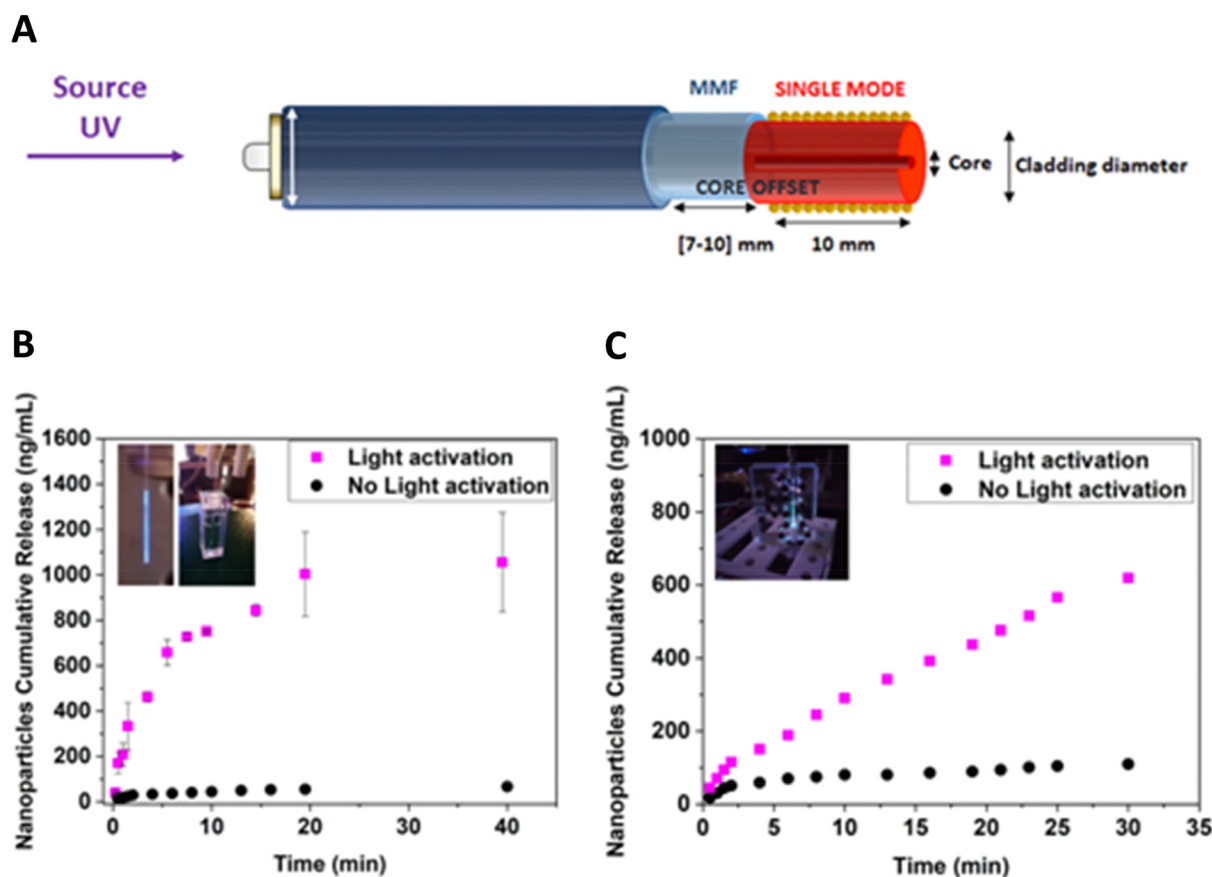 A
Source
UV
MMF
SINGLE MODE
Core
Cladding diameter
CORE OFFSET
[7-10] mm
10 mm
B
Nanoparticles Cumulative Release (ng/mL)
1600
1400
1200
1000
800
600
400
200
0
Light activation
No Light activation
0
10
20
30
40
Time (min)
C
Nanoparticles Cumulative Release (ng/mL)
1000
800
600
400
200
0
Light activation
No Light activation
0
5
10
15
20
25
30
35
Time (min)